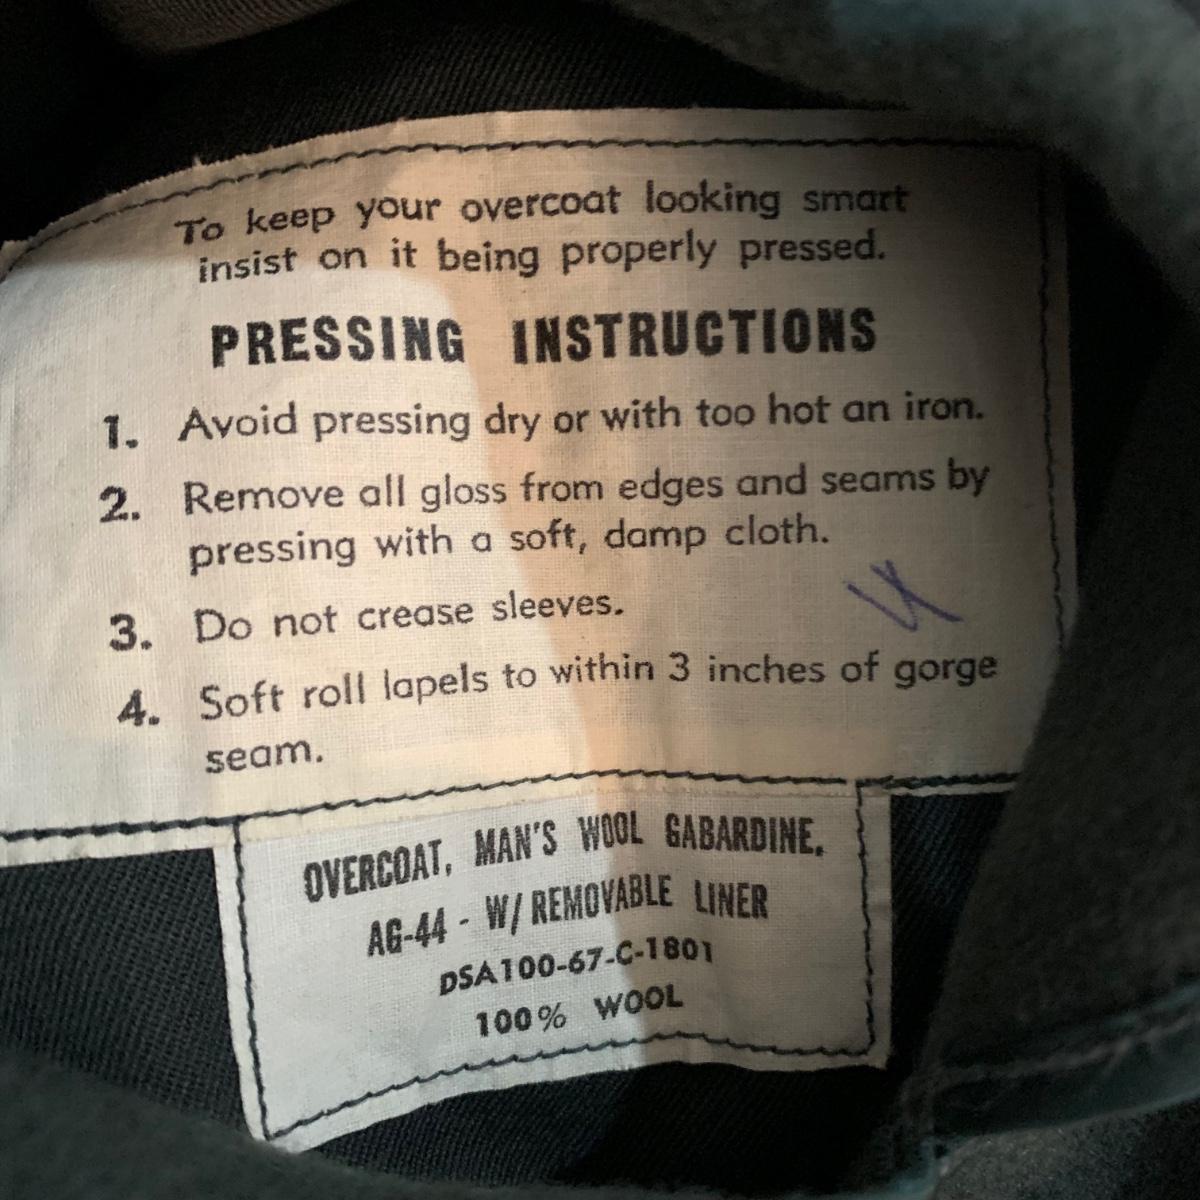 To keep your overcoat looking smart
insist on it being properly pressed.
PRESSING INSTRUCTIONS
1. Avoid pressing dry or with too hot an iron.
2. Remove all gloss from edges and seams by
pressing with a soft, damp cloth.
3. Do not crease sleeves.
4. Soft roll lapels to within 3 inches of gorge
seam.
OVERCOAT, MAN'S WOOL GABARDINE,
AG-44 - W/ REMOVABLE LINER
DSA100-67-C-1801
100% WOOL